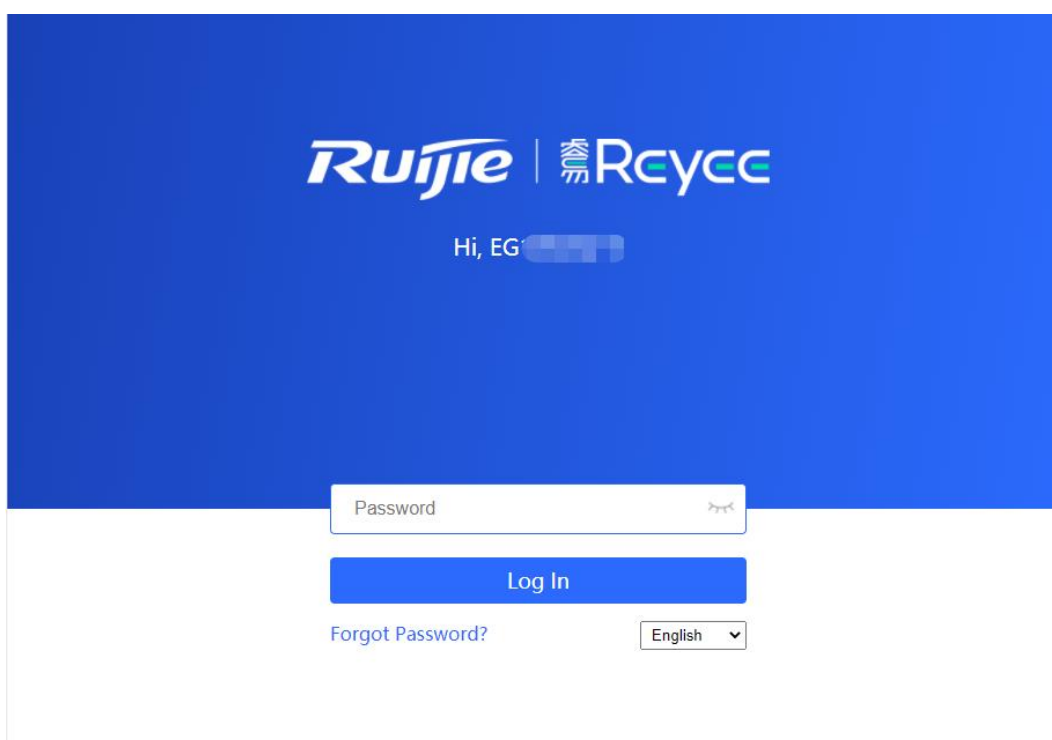 Ruijie | 睿易 Reyee
Hi, EG
Password
Log In
Forgot Password?
English